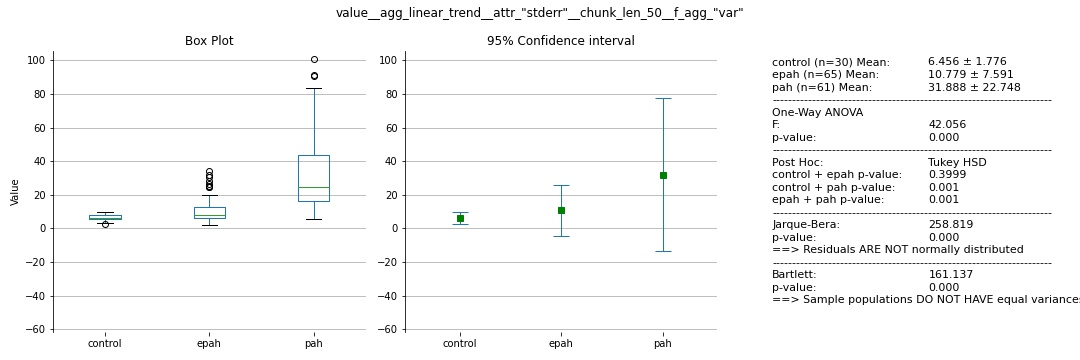 value__agg_linear_trend__attr_"stderr"__chunk_len_50__f_agg_"var"
Box Plot
Value
100
80
60
40
20
0
−20
−40
−60
control epah pah
95% Confidence interval
100
80
60
40
20
0
−20
−40
−60
control epah pah
control (n=30) Mean: 6.456 ± 1.776
epah (n=65) Mean: 10.779 ± 7.591
pah (n=61) Mean: 31.888 ± 22.748
One-Way ANOVA
F: 42.056
p-value: 0.000
Post Hoc: Tukey HSD
control + epah p-value: 0.3999
control + pah p-value: 0.001
epah + pah p-value: 0.001
Jarque-Bera: 258.819
p-value: 0.000
==> Residuals ARE NOT normally distributed
Bartlett: 161.137
p-value: 0.000
==> Sample populations DO NOT HAVE equal variances